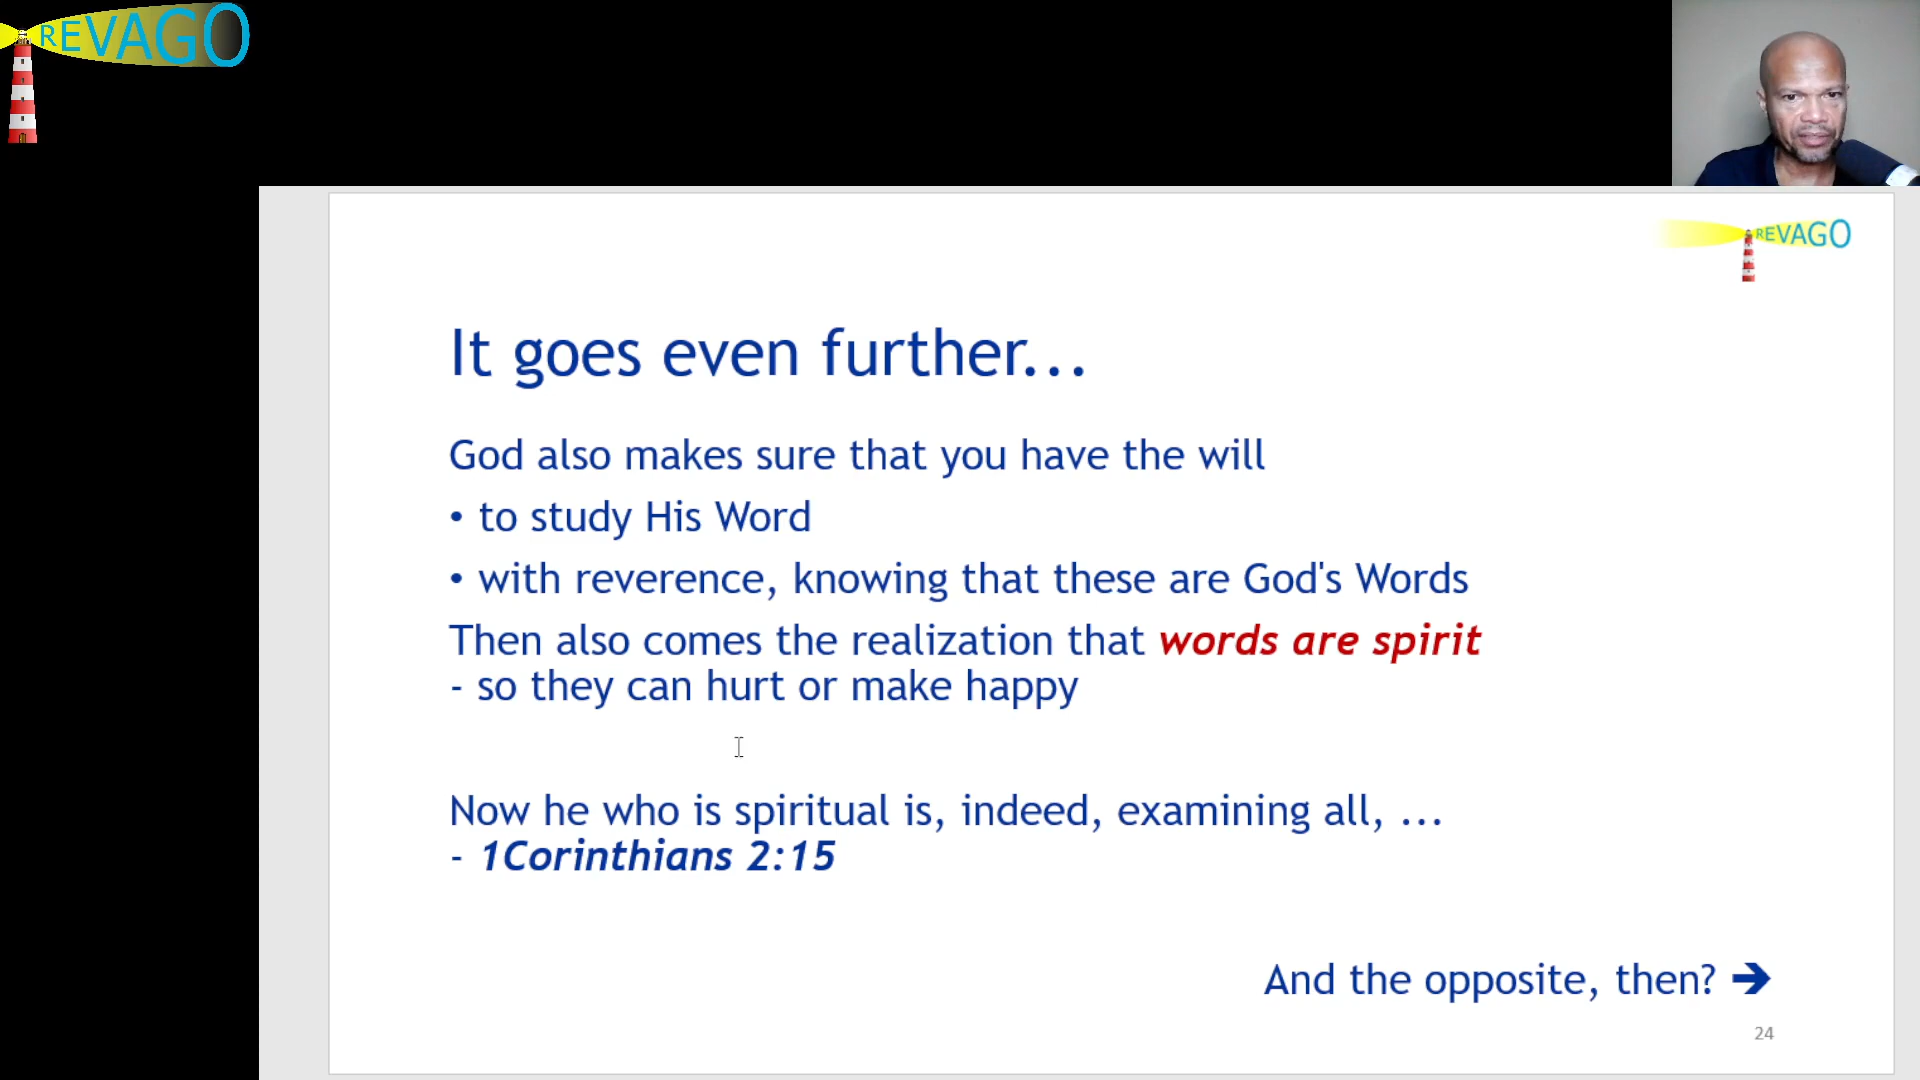 REVAGO
REVAGO
It goes even further...
God also makes sure that you have the will
• to study His Word
• with reverence, knowing that these are God's Words
Then also comes the realization that words are spirit
- so they can hurt or make happy
Now he who is spiritual is, indeed, examining all, ...
- 1Corinthians 2:15
And the opposite, then? ➔
24